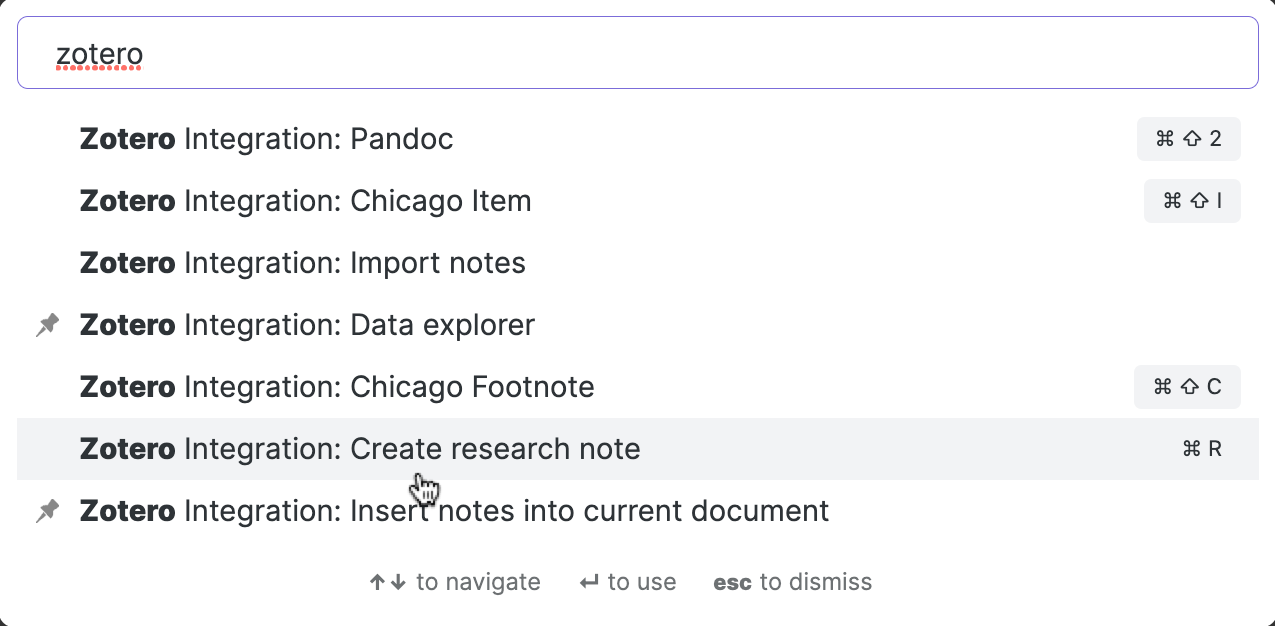 zotero
Zotero Integration: Pandoc ⌘ ⇧ 2
Zotero Integration: Chicago Item ⌘ ⇧ I
Zotero Integration: Import notes
Zotero Integration: Data explorer
Zotero Integration: Chicago Footnote ⌘ ⇧ C
Zotero Integration: Create research note ⌘ R
Zotero Integration: Insert notes into current document
↑↓ to navigate ↵ to use esc to dismiss